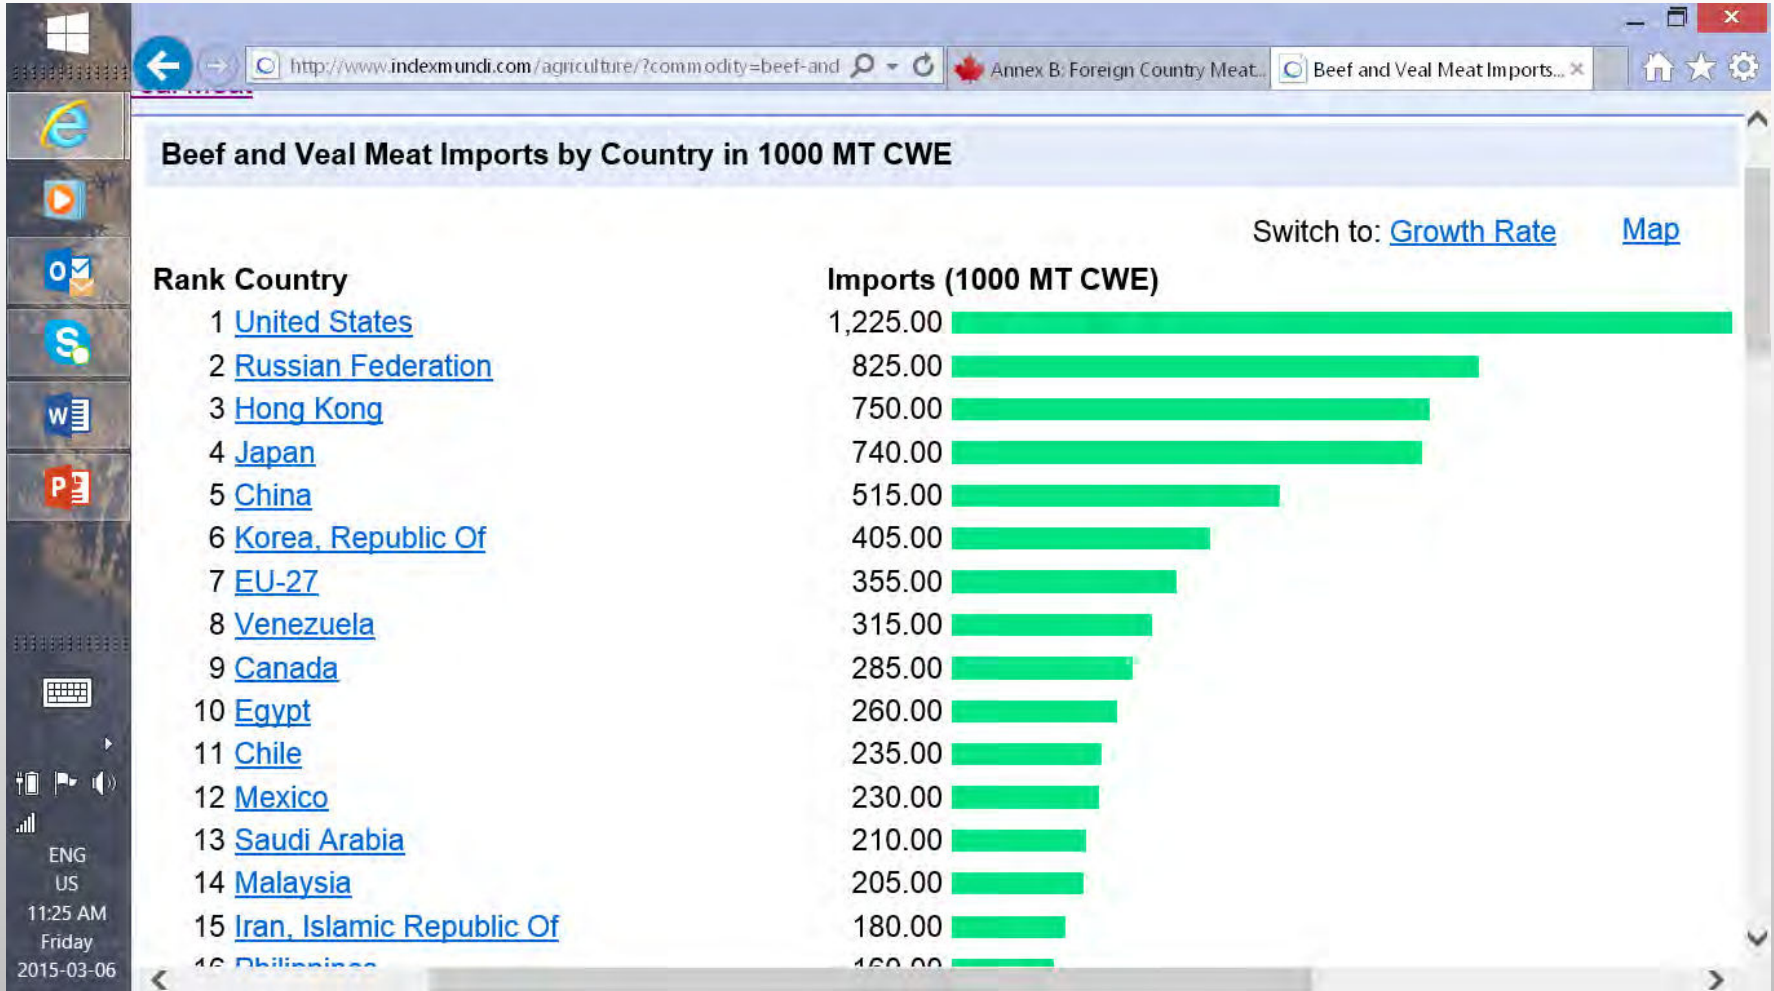 http://www.indexmundi.com/agriculture/?commodity=beef-and
Annex B: Foreign Country Meat...
Beef and Veal Meat Imports...
Beef and Veal Meat Imports by Country in 1000 MT CWE
Switch to: Growth Rate Map
Rank Country Imports (1000 MT CWE)
1 United States 1,225.00
2 Russian Federation 825.00
3 Hong Kong 750.00
4 Japan 740.00
5 China 515.00
6 Korea, Republic Of 405.00
7 EU-27 355.00
8 Venezuela 315.00
9 Canada 285.00
10 Egypt 260.00
11 Chile 235.00
12 Mexico 230.00
13 Saudi Arabia 210.00
14 Malaysia 205.00
15 Iran, Islamic Republic Of 180.00
16 Philippines 160.00
ENG
US
11:25 AM
Friday
2015-03-06